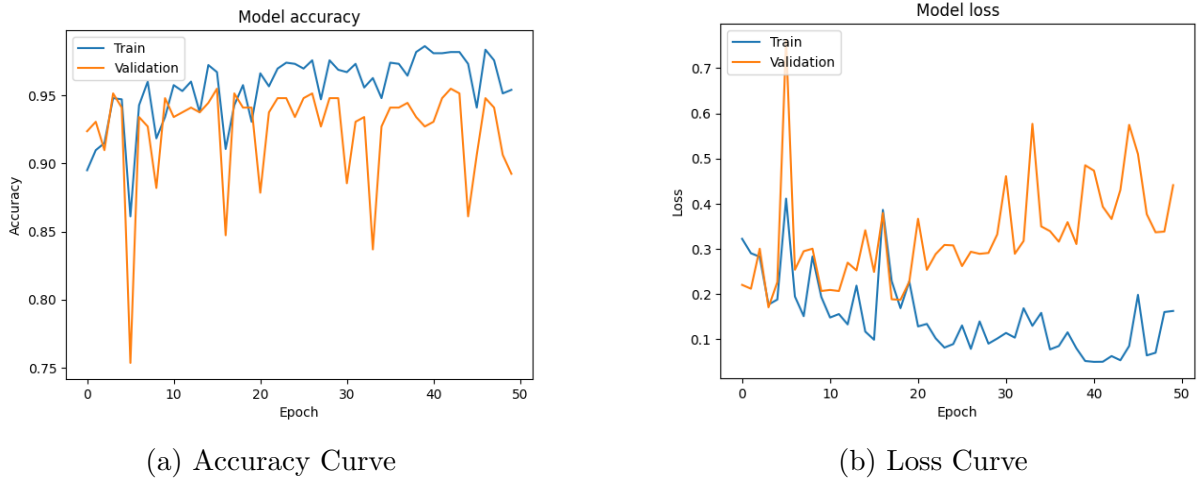 Model accuracy
Train
Validation
0.95
0.90
0.85
0.80
0.75
Accuracy
0 10 20 30 40 50
Epoch
(a) Accuracy Curve
Model loss
Train
Validation
0.7
0.6
0.5
0.4
0.3
0.2
0.1
Loss
0 10 20 30 40 50
Epoch
(b) Loss Curve